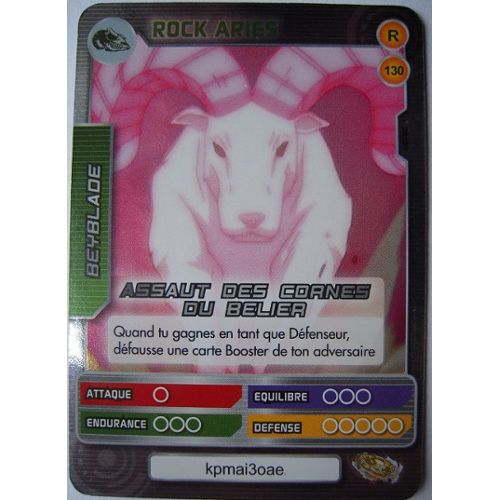 ROCK ARIES
R
130
BEYBLADE
ASSAUT DES CORNES
DU BELIER
Quand tu gagnes en tant que Défenseur,
défausse une carte Booster de ton adversaire
ATTAQUE
EQUILIBRE
ENDURANCE
DEFENSE
kpmai3oae